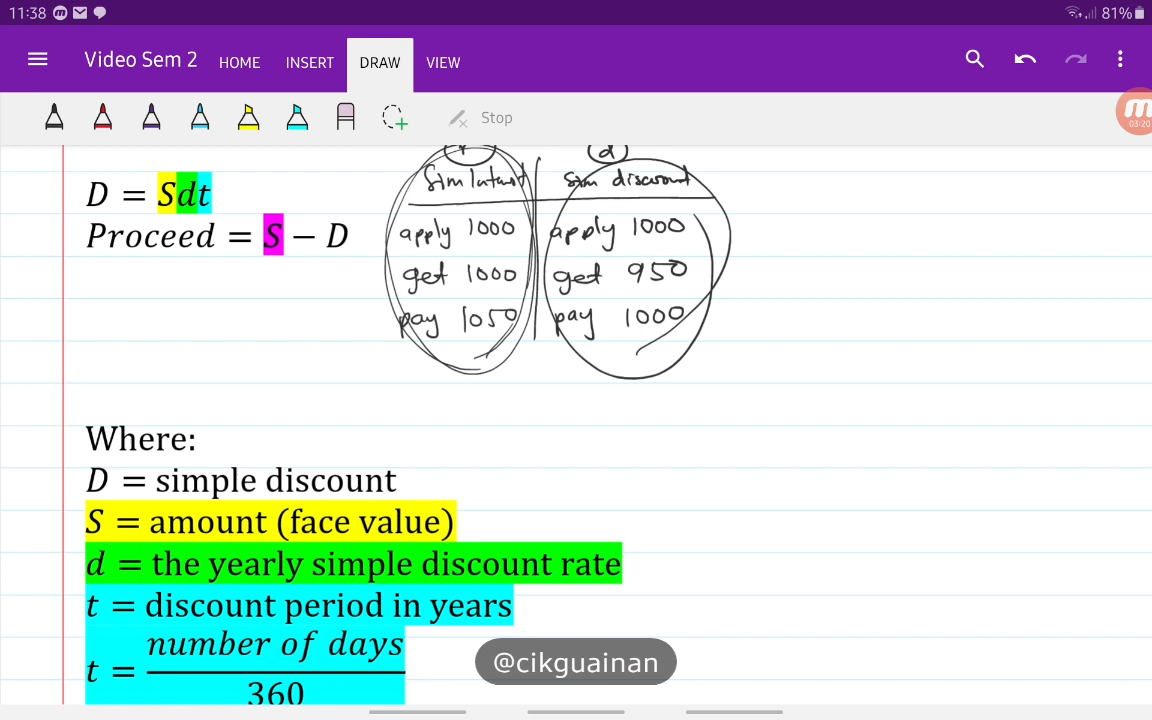 11:38 81%
Video Sem 2 HOME INSERT DRAW VIEW
Stop
03:20
D = Sdt
Proceed = S − D
(r) (d)
Sim Interest sim discount
apply 1000 apply 1000
get 1000 get 950
pay 1050 pay 1000
Where:
D = simple discount
S = amount (face value)
d = the yearly simple discount rate
t = discount period in years
t = number of days
360
@cikguainan